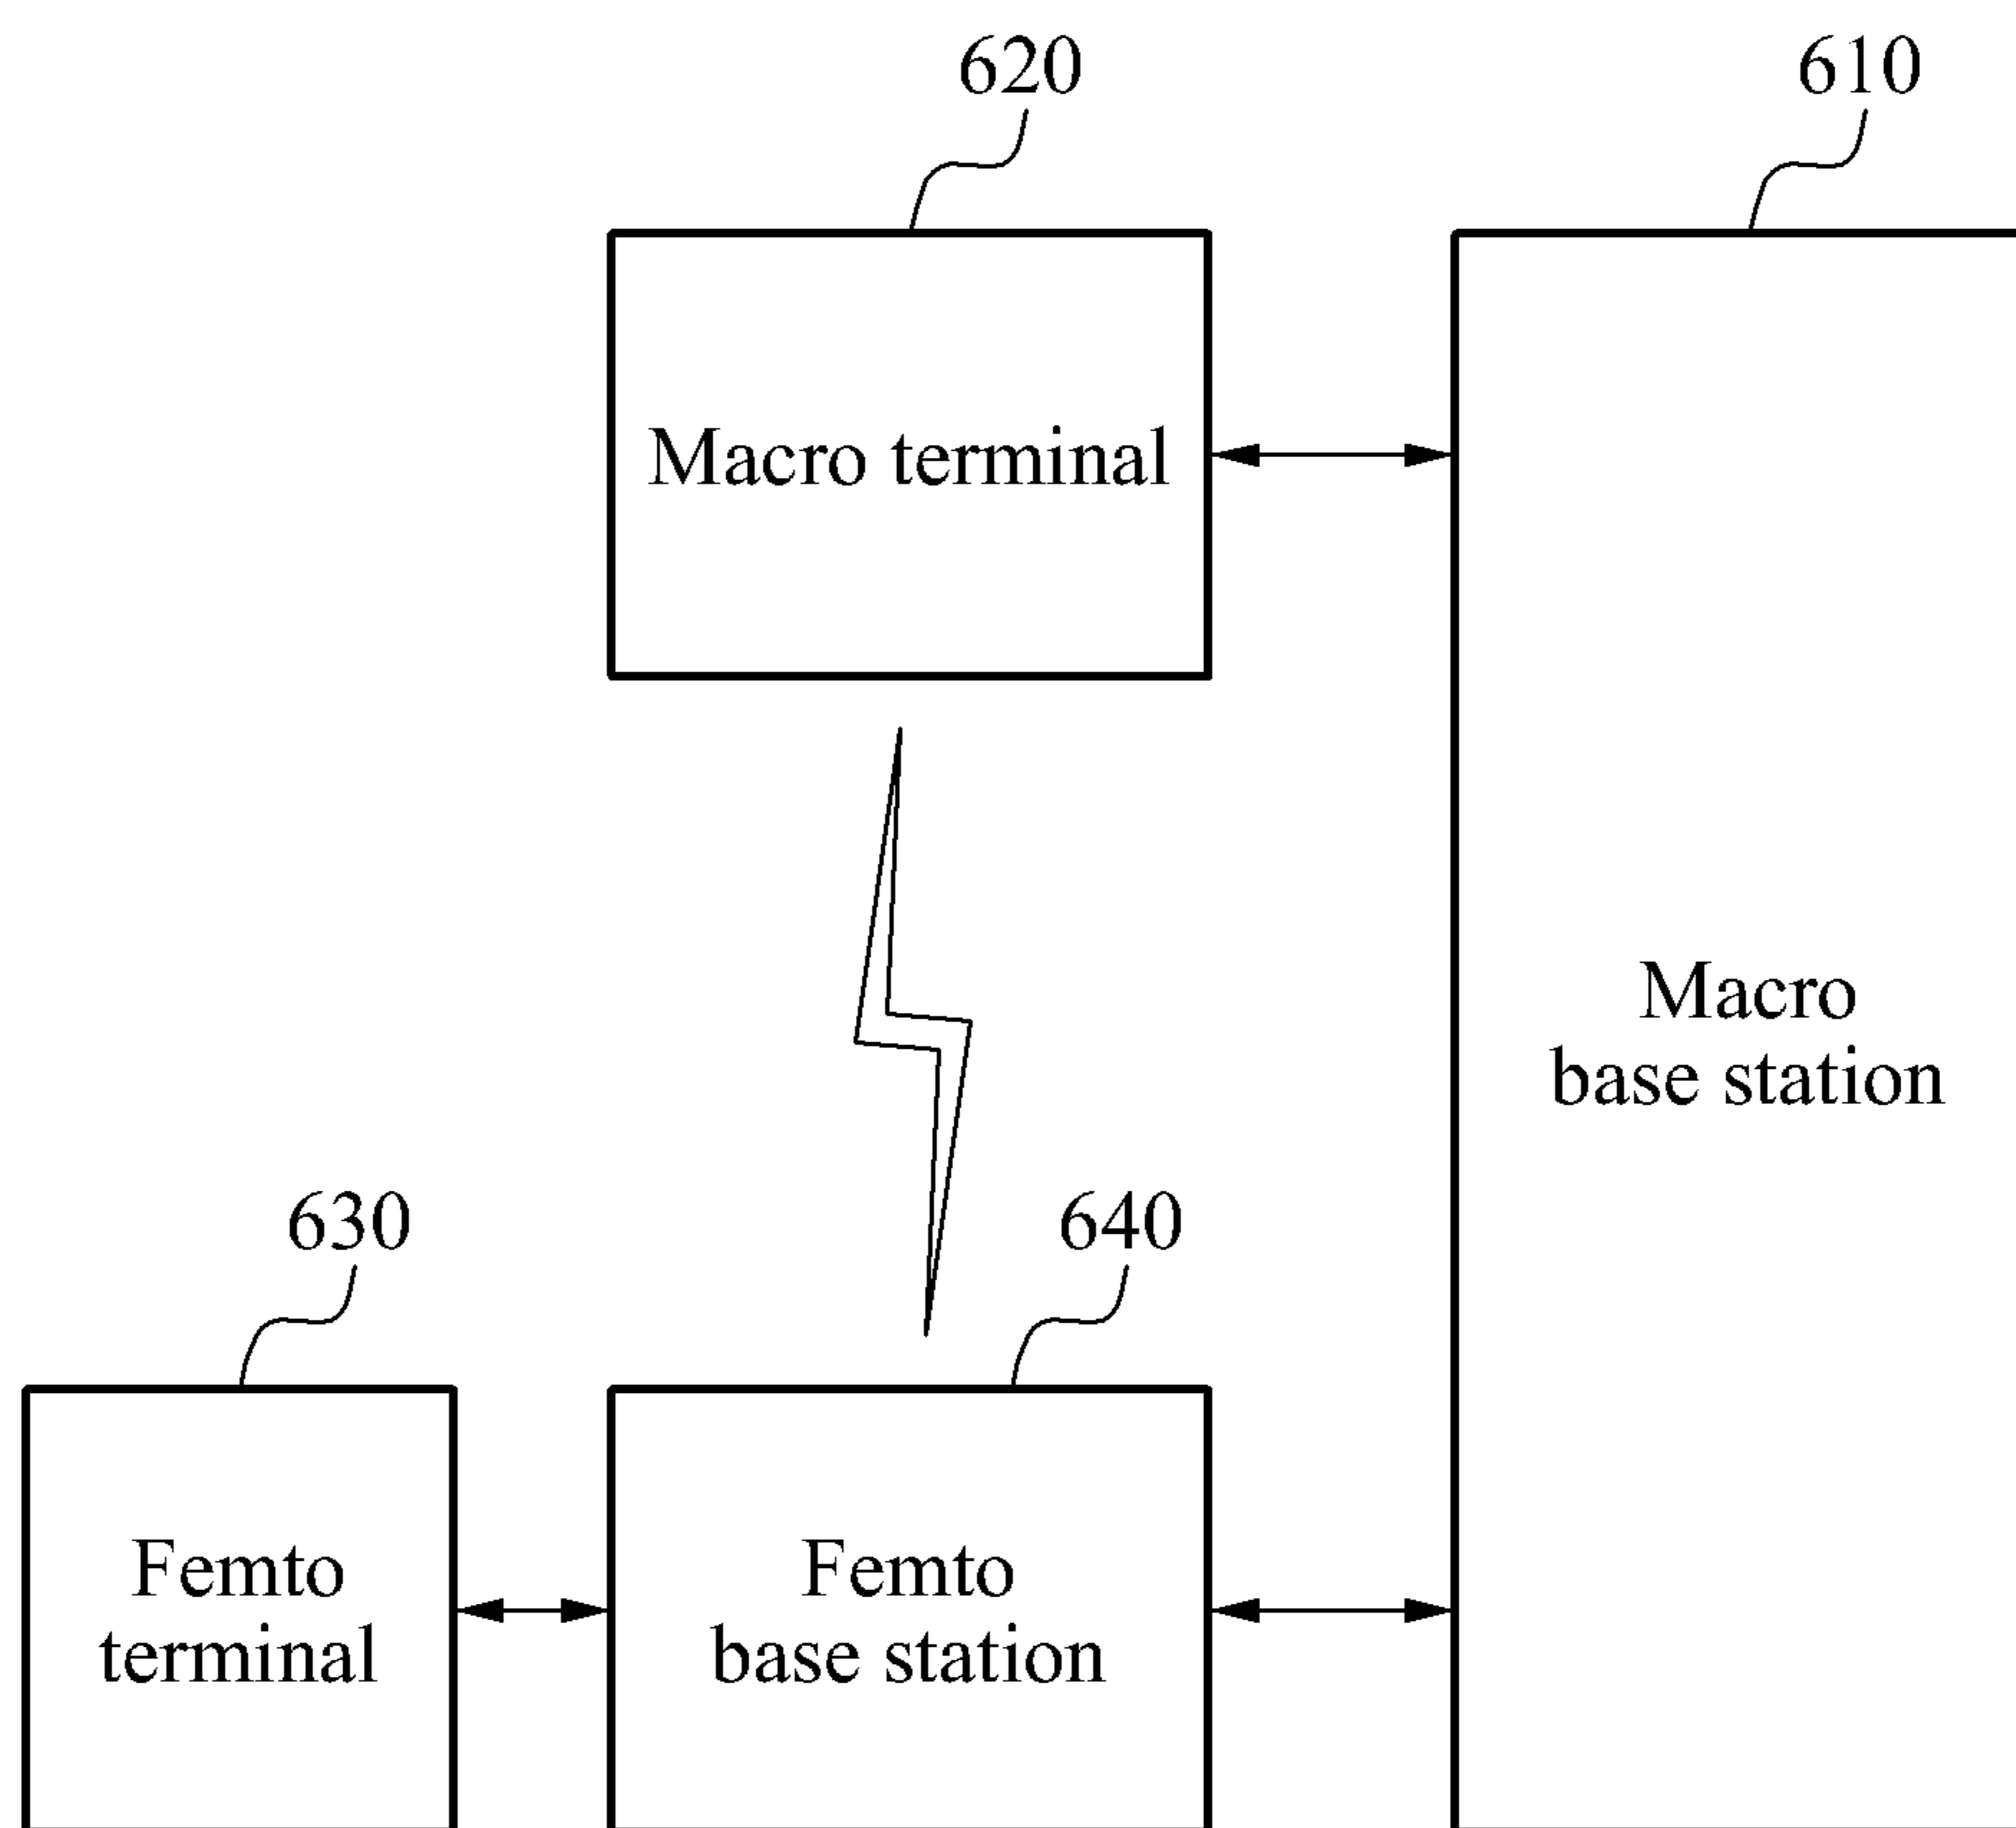 620
610
Macro terminal
Macro
base station
630
640
Femto
terminal
Femto
base station